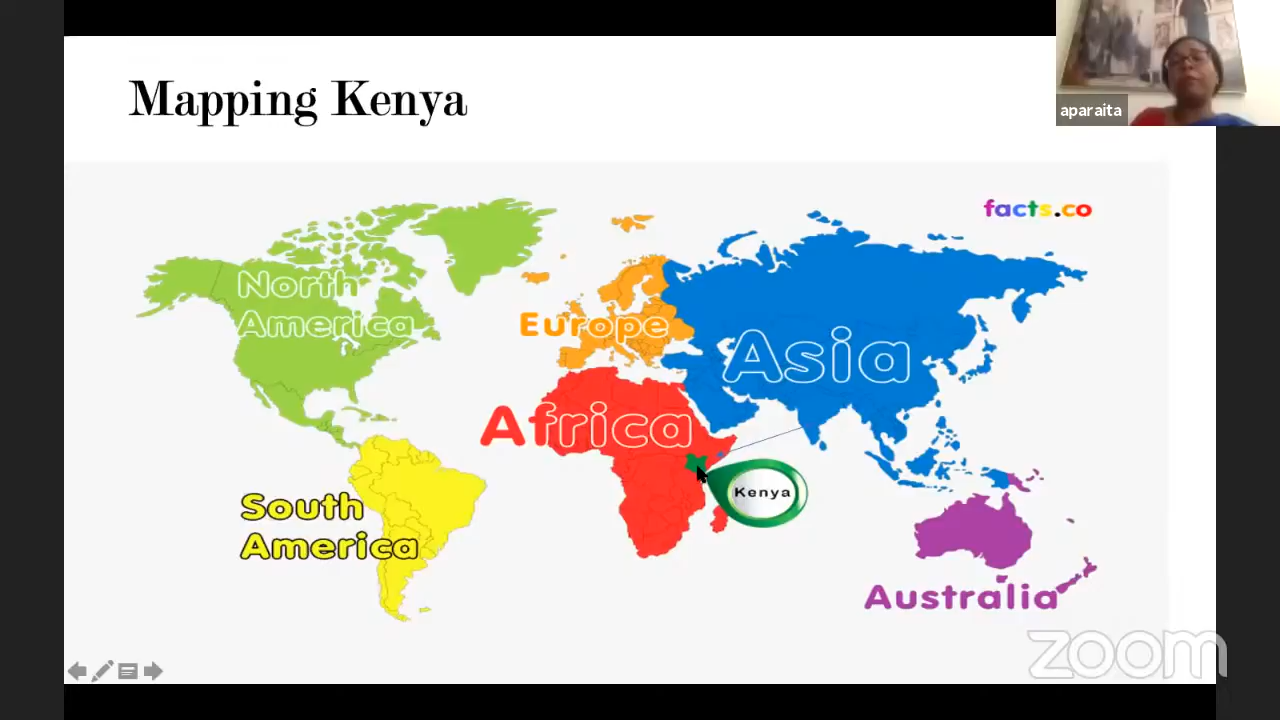 Mapping Kenya
aparaita
facts.co
North
America
Europe
Asia
Africa
Kenya
South
America
Australia
zoom